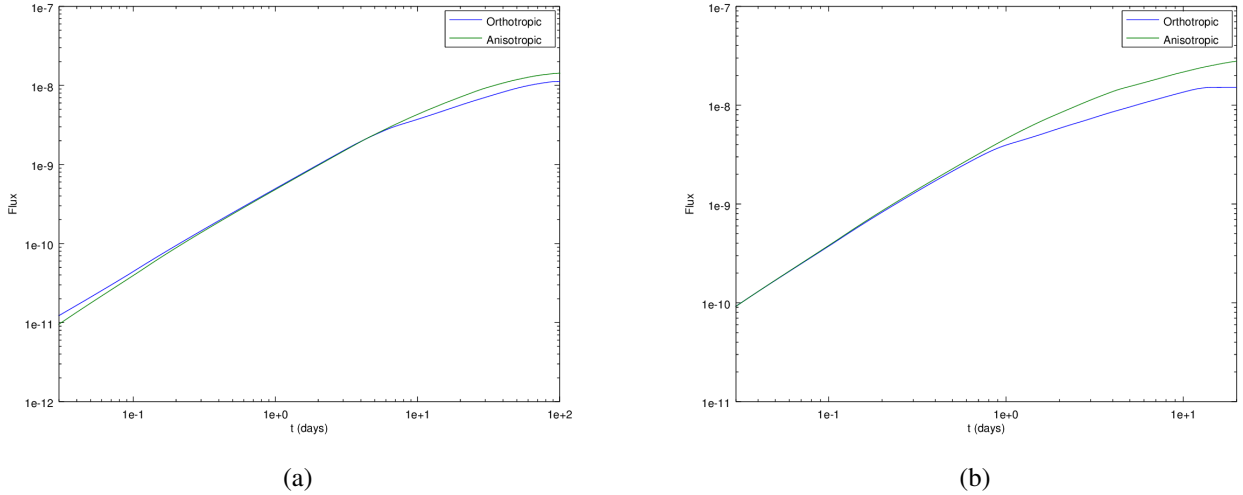 1e-7
1e-8
1e-9
1e-10
1e-11
1e-12
Flux
1e-1
1e+0
1e+1
1e+2
t (days)
Orthotropic
Anisotropic
(a)
1e-7
1e-8
1e-9
1e-10
1e-11
Flux
1e-1
1e+0
1e+1
t (days)
Orthotropic
Anisotropic
(b)